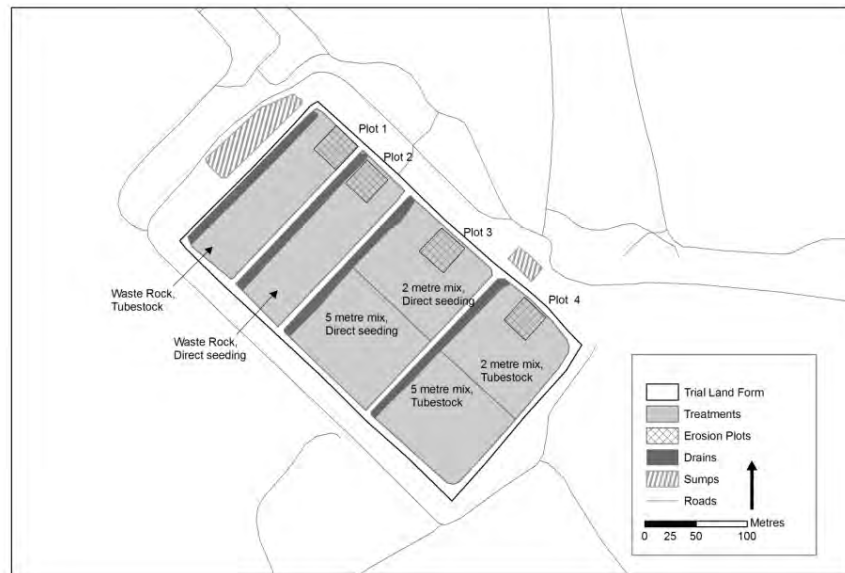 Plot 1
Plot 2
Plot 3
Plot 4
Waste Rock,
Tubestock
Waste Rock,
Direct seeding
2 metre mix,
Direct seeding
5 metre mix,
Direct seeding
2 metre mix,
Tubestock
5 metre mix,
Tubestock
Trial Land Form
Treatments
Erosion Plots
Drains
Sumps
Roads
Metres
0 25 50 100